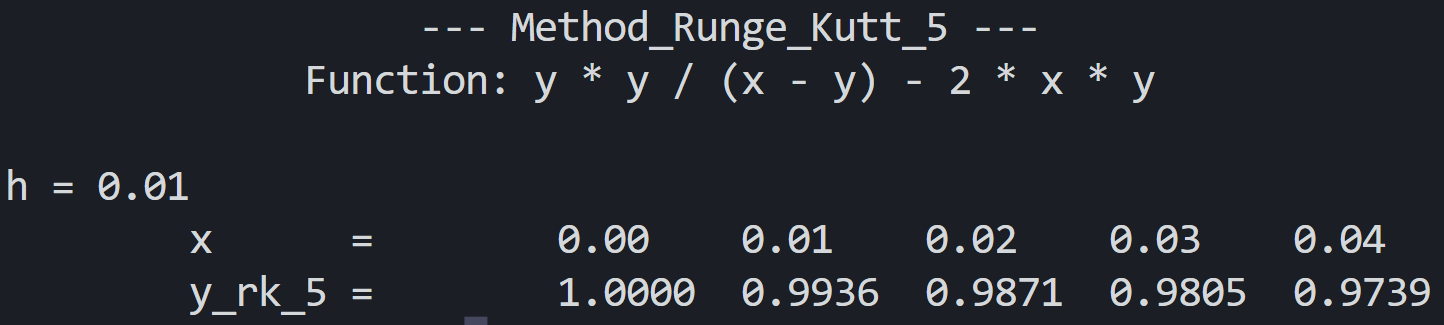 --- Method_Runge_Kutt_5 ---
Function: y * y / (x - y) - 2 * x * y
h = 0.01
x = 0.00 0.01 0.02 0.03 0.04
y_rk_5 = 1.0000 0.9936 0.9871 0.9805 0.9739